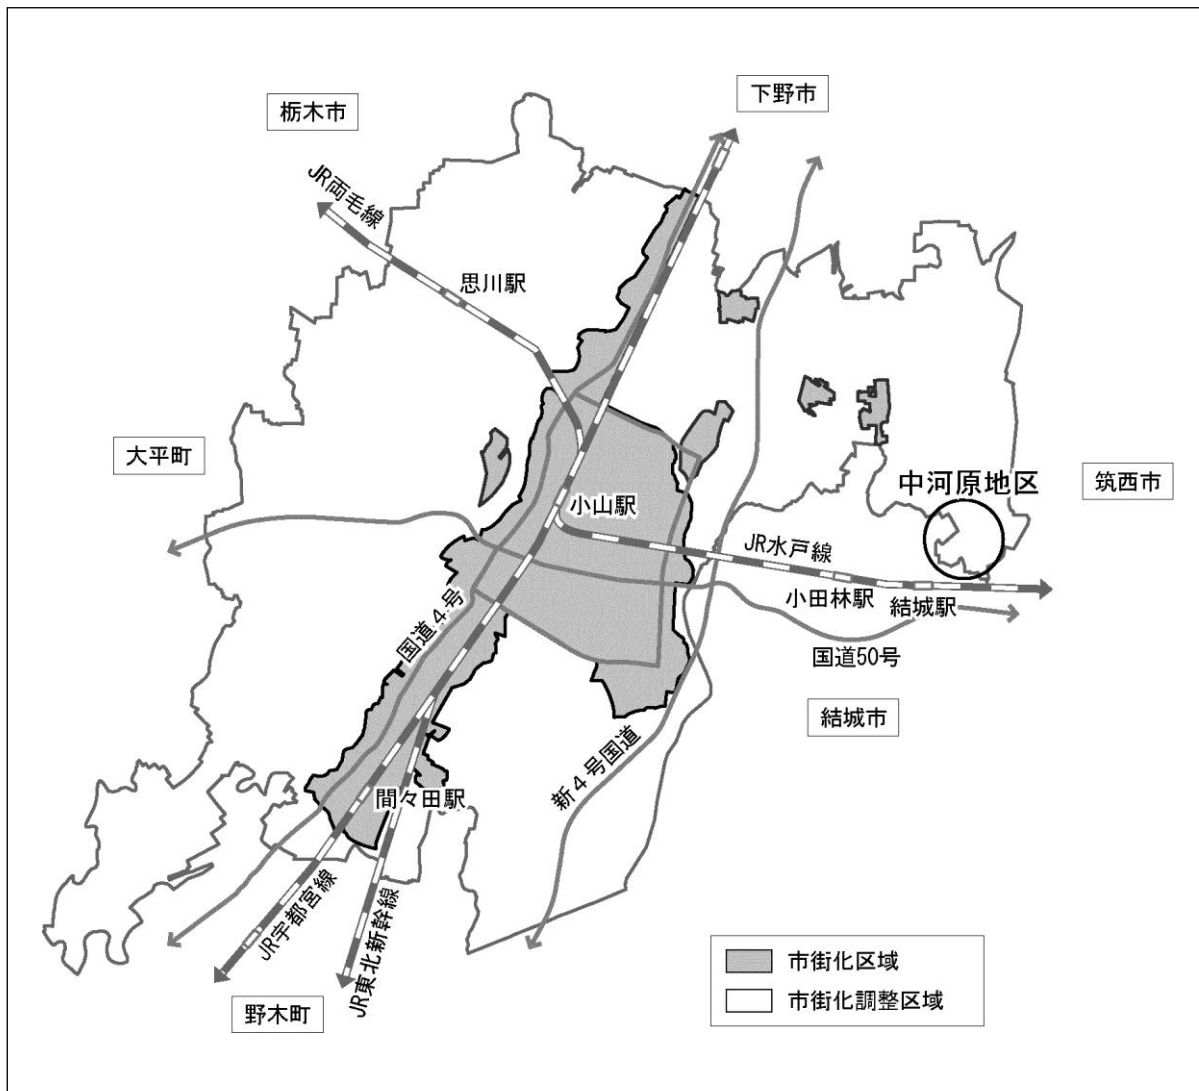 下野市
栃木市
JR両毛線
思川駅
大平町
中河原地区
筑西市
小山駅
JR水戸線
小田林駅
結城駅
国道4号
国道50号
結城市
新4号国道
間々田駅
JR宇都宮線
JR東北新幹線
野木町
市街化区域
市街化調整区域